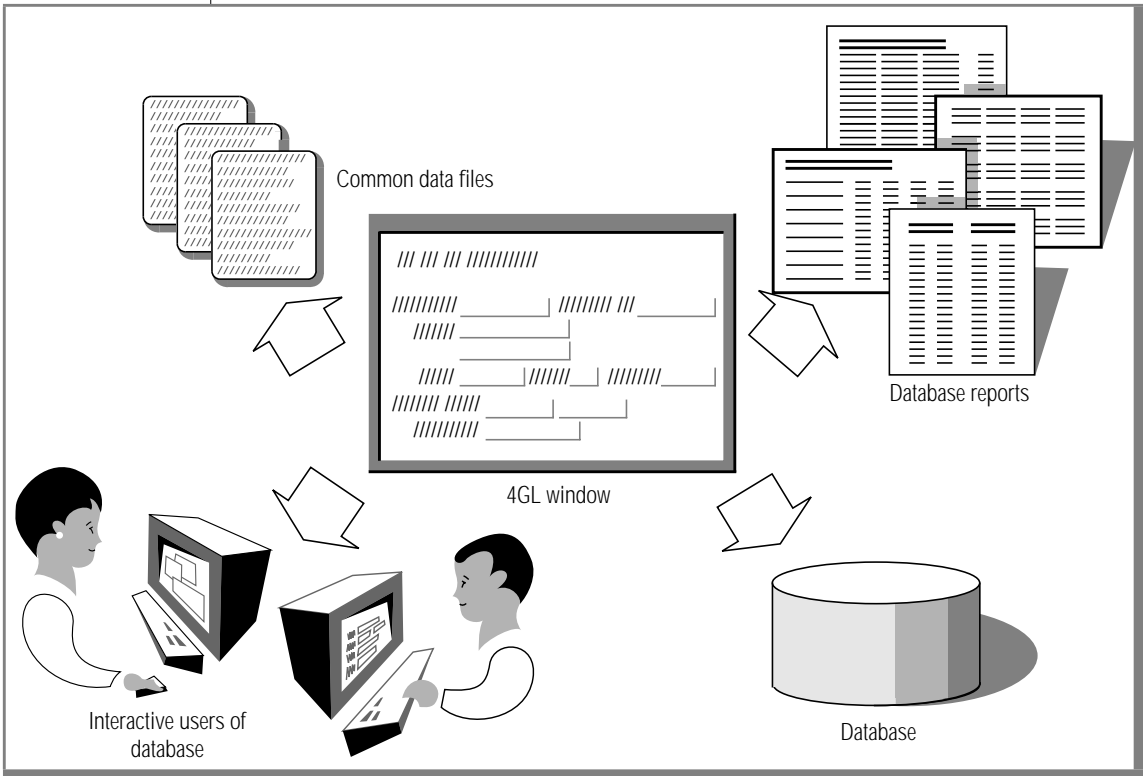 Common data files
Database reports
4GL window
Interactive users of
database
Database